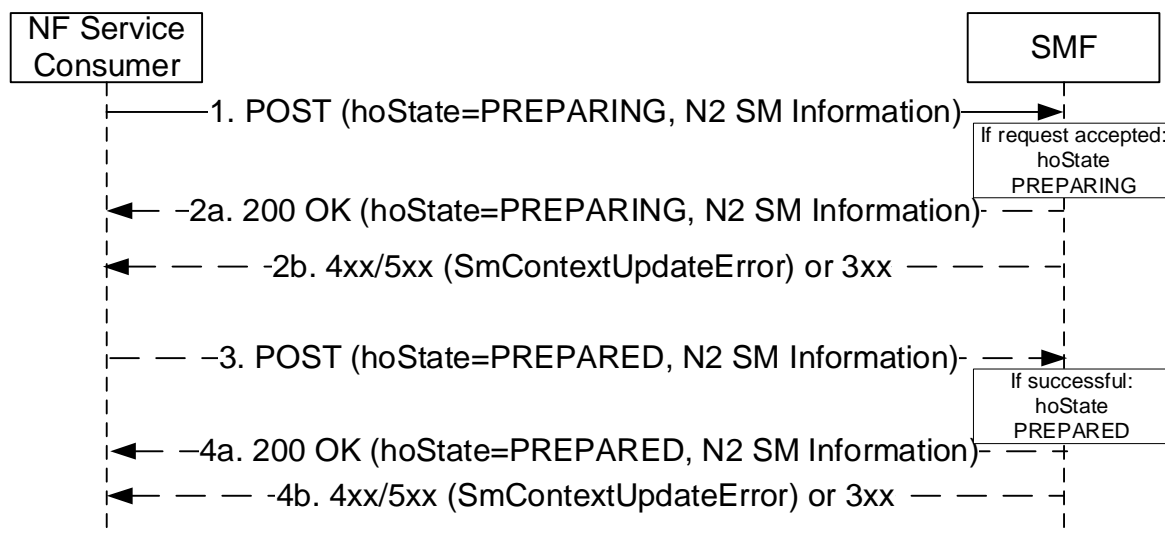 NF Service
Consumer
SMF
1. POST (hoState=PREPARING, N2 SM Information)
If request accepted:
hoState
PREPARING
2a. 200 OK (hoState=PREPARING, N2 SM Information)
2b. 4xx/5xx (SmContextUpdateError) or 3xx
3. POST (hoState=PREPARED, N2 SM Information)
If successful:
hoState
PREPARED
4a. 200 OK (hoState=PREPARED, N2 SM Information)
4b. 4xx/5xx (SmContextUpdateError) or 3xx